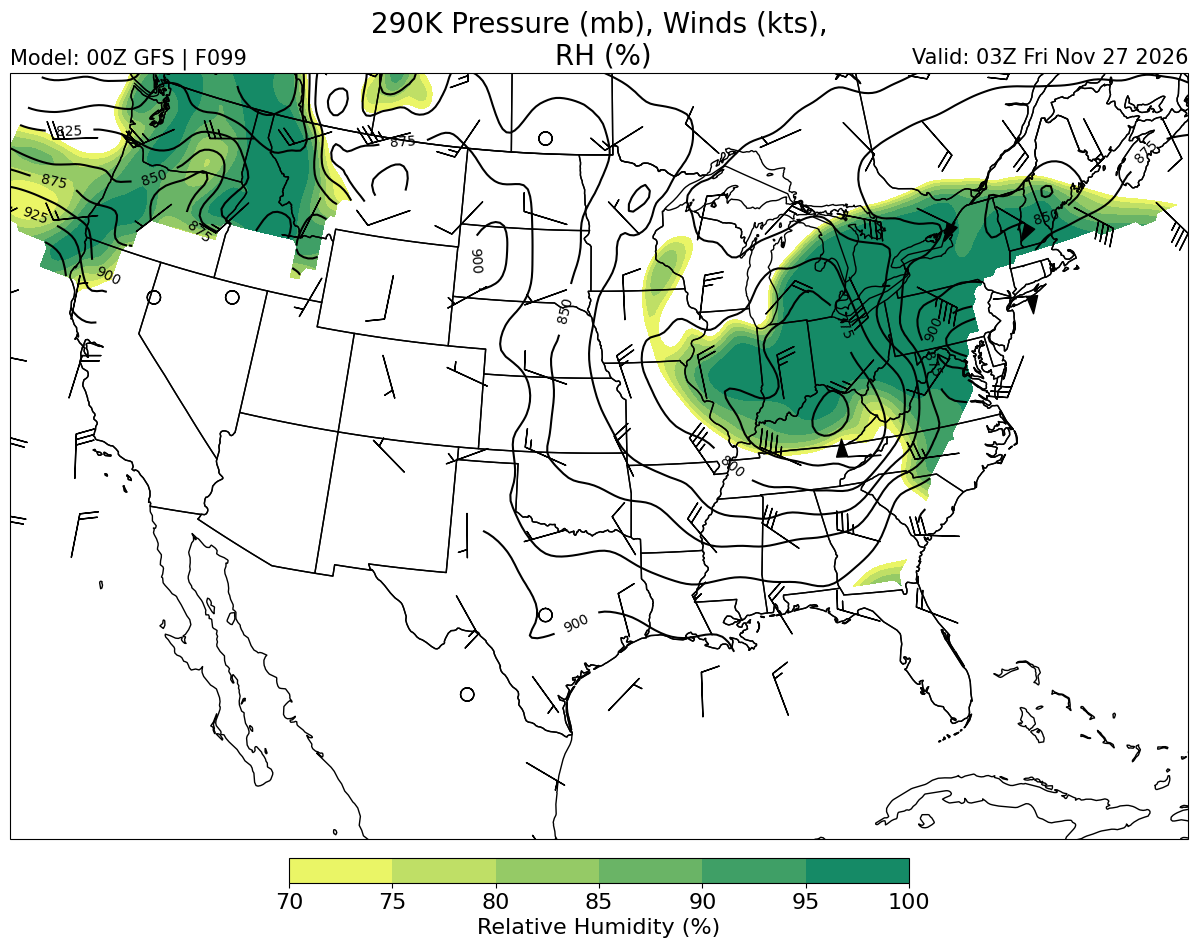 290K Pressure (mb), Winds (kts),
RH (%)
Model: 00Z GFS | F099
Valid: 03Z Fri Nov 27 2026
825
875
825
875
850
925
850
875
900
900
850
875
900
800
900
70 75 80 85 90 95 100
Relative Humidity (%)